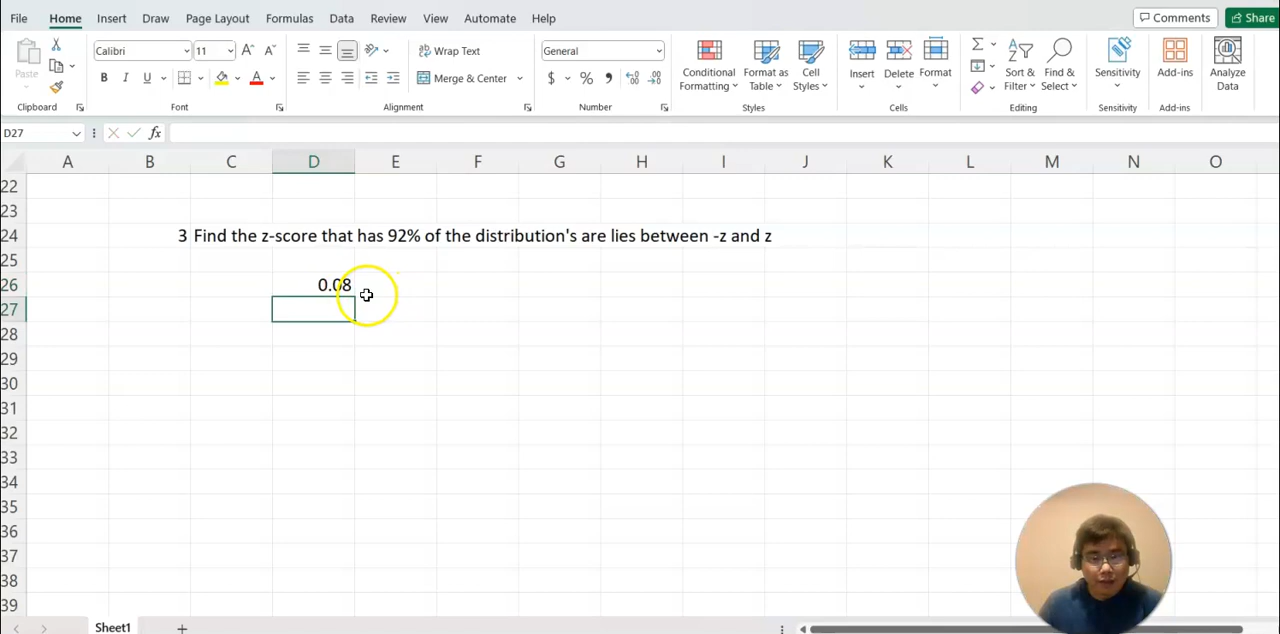 File Home Insert Draw Page Layout Formulas Data Review View Automate Help Comments Share
Calibri 11 Wrap Text General
Paste Merge & Center Conditional Formatting Format as Table Cell Styles Insert Delete Format Sort & Filter Find & Select Sensitivity Add-ins Analyze Data
Clipboard Font Alignment Number Styles Cells Editing Sensitivity Add-ins
D27 fx
A B C D E F G H I J K L M N O
22
23
24 3 Find the z-score that has 92% of the distribution's are lies between -z and z
25
26 0.08
27
28
29
30
31
32
33
34
35
36
37
38
39
Sheet1